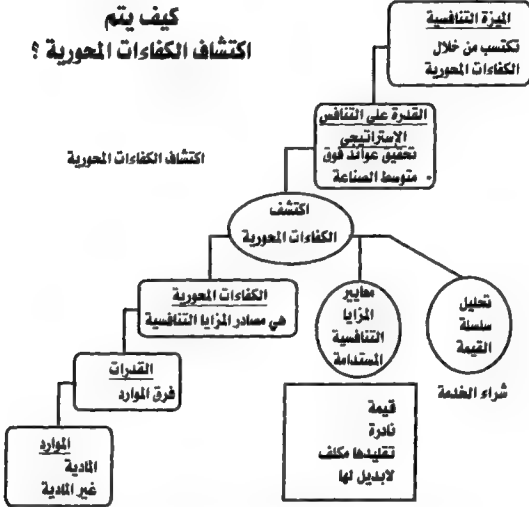 كيف يتم
اكتشاف الكفاءات المحورية ؟
الميزة التنافسية
تكتسب من خلال
الكفاءات المحورية
القدرة على التنافس
الإستراتيجي
تحقيق عوائد فوق
متوسط الصناعة
اكتشاف الكفاءات المحورية
اكتشف
الكفاءات المحورية
الكفاءات المحورية
هي مصادر المزايا التنافسية
معايير
المزايا
التنافسية
المستدامة
تحليل
سلسلة
القيمة
القدرات
فرق الموارد
شراء الخدمة
قيمة
نادرة
تقليدها مكلف
لابديل لها
الموارد
المادية
غير المادية